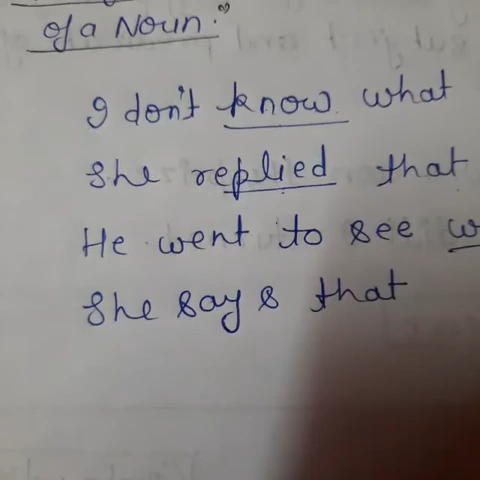 of a Noun:
I don't know what
She replied that
He went to see
She says that